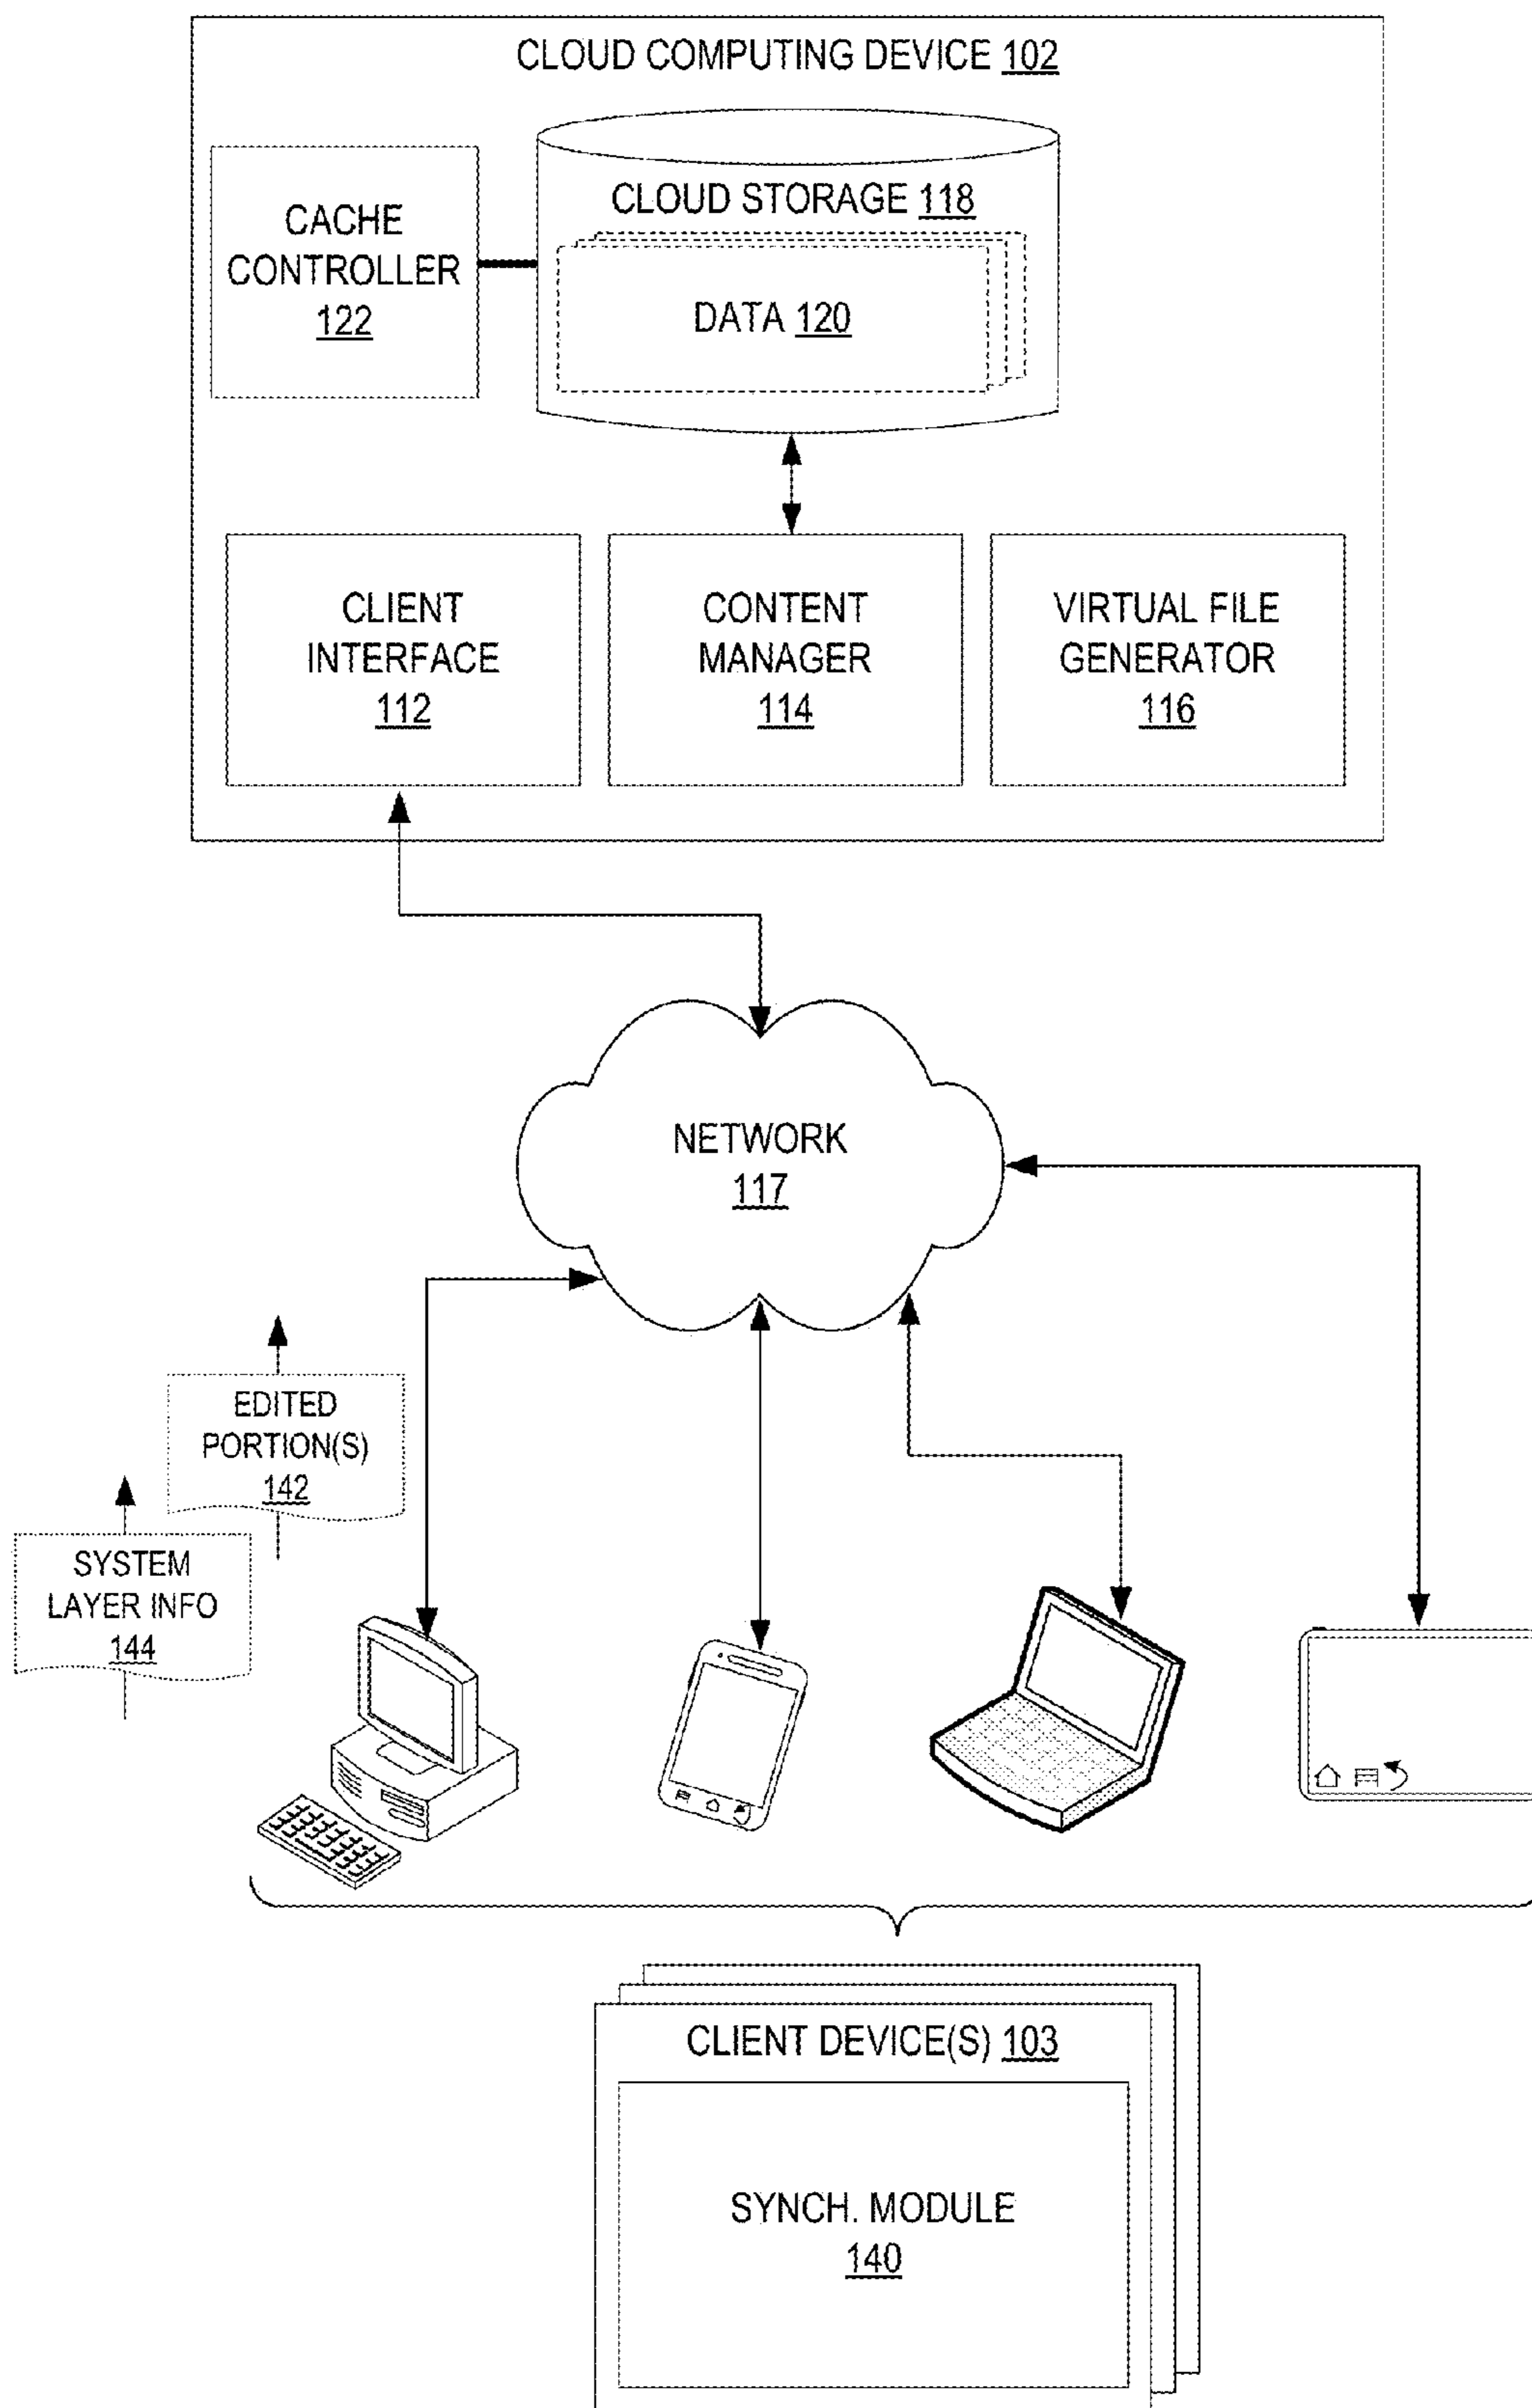 CLOUD COMPUTING DEVICE 102
CACHE
CONTROLLER
122
CLOUD STORAGE 118
DATA 120
CLIENT
INTERFACE
112
CONTENT
MANAGER
114
VIRTUAL FILE
GENERATOR
116
NETWORK
117
EDITED
PORTION(S)
142
SYSTEM
LAYER INFO
144
CLIENT DEVICE(S) 103
SYNCH. MODULE
140